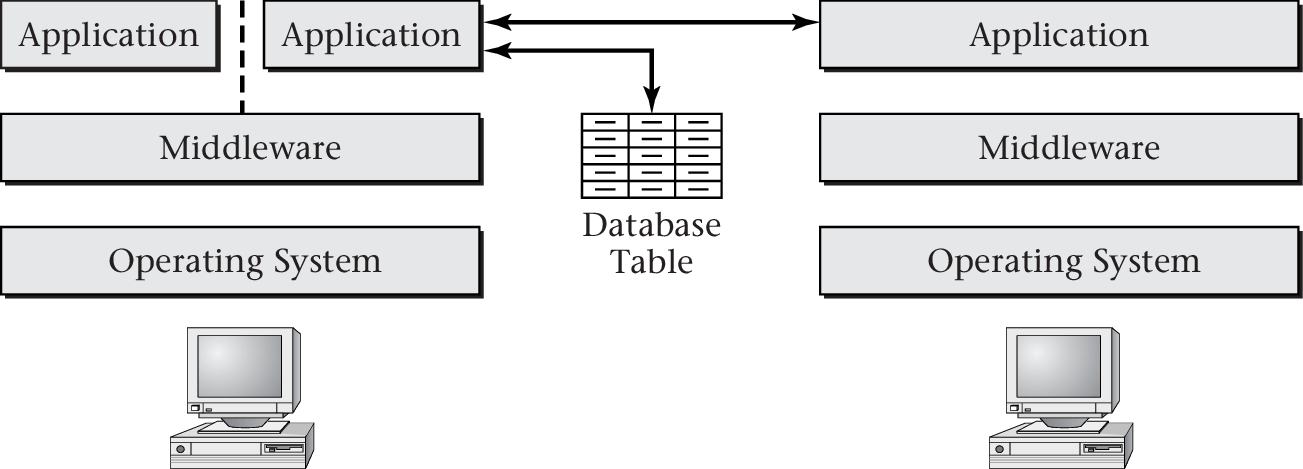 Application
Application
Application
Middleware
Middleware
Database
Table
Operating System
Operating System